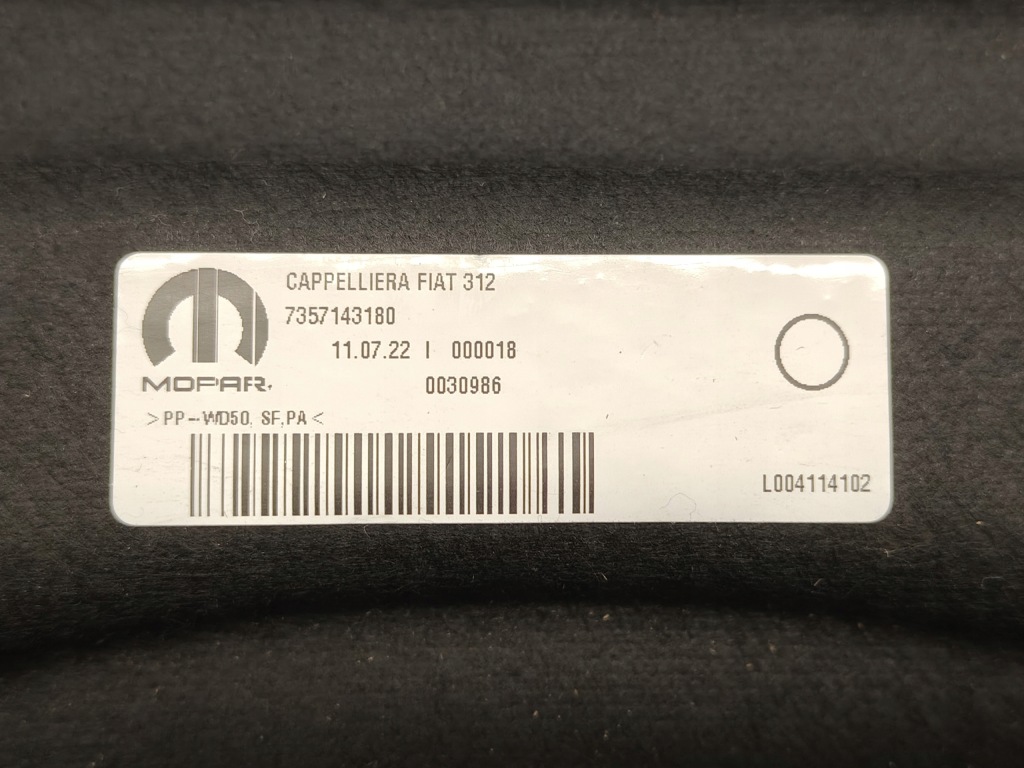 CAPPELLIERA FIAT 312
7357143180
11.07.22 I 000018
0030986
MOPAR.
>PP-WD50, SF,PA<
L004114102